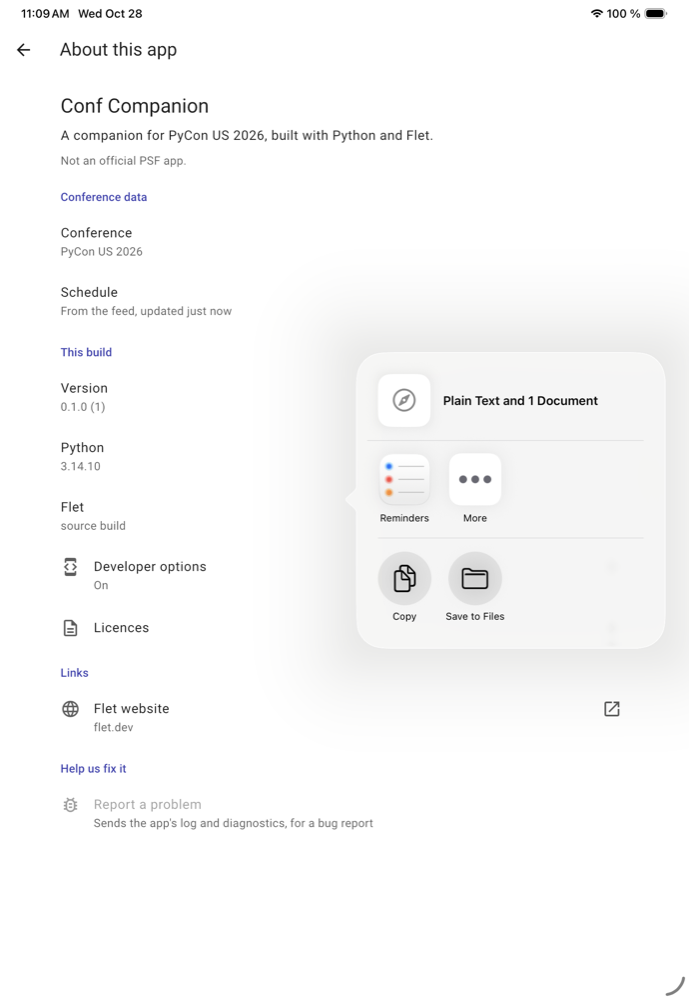 11:09 AM Wed Oct 28
100 %
About this app
Conf Companion
A companion for PyCon US 2026, built with Python and Flet.
Not an official PSF app.
Conference data
Conference
PyCon US 2026
Schedule
From the feed, updated just now
This build
Version
0.1.0 (1)
Python
3.14.10
Flet
source build
Developer options
On
Licences
Links
Flet website
flet.dev
Help us fix it
Report a problem
Sends the app's log and diagnostics, for a bug report
Plain Text and 1 Document
Reminders
More
Copy
Save to Files